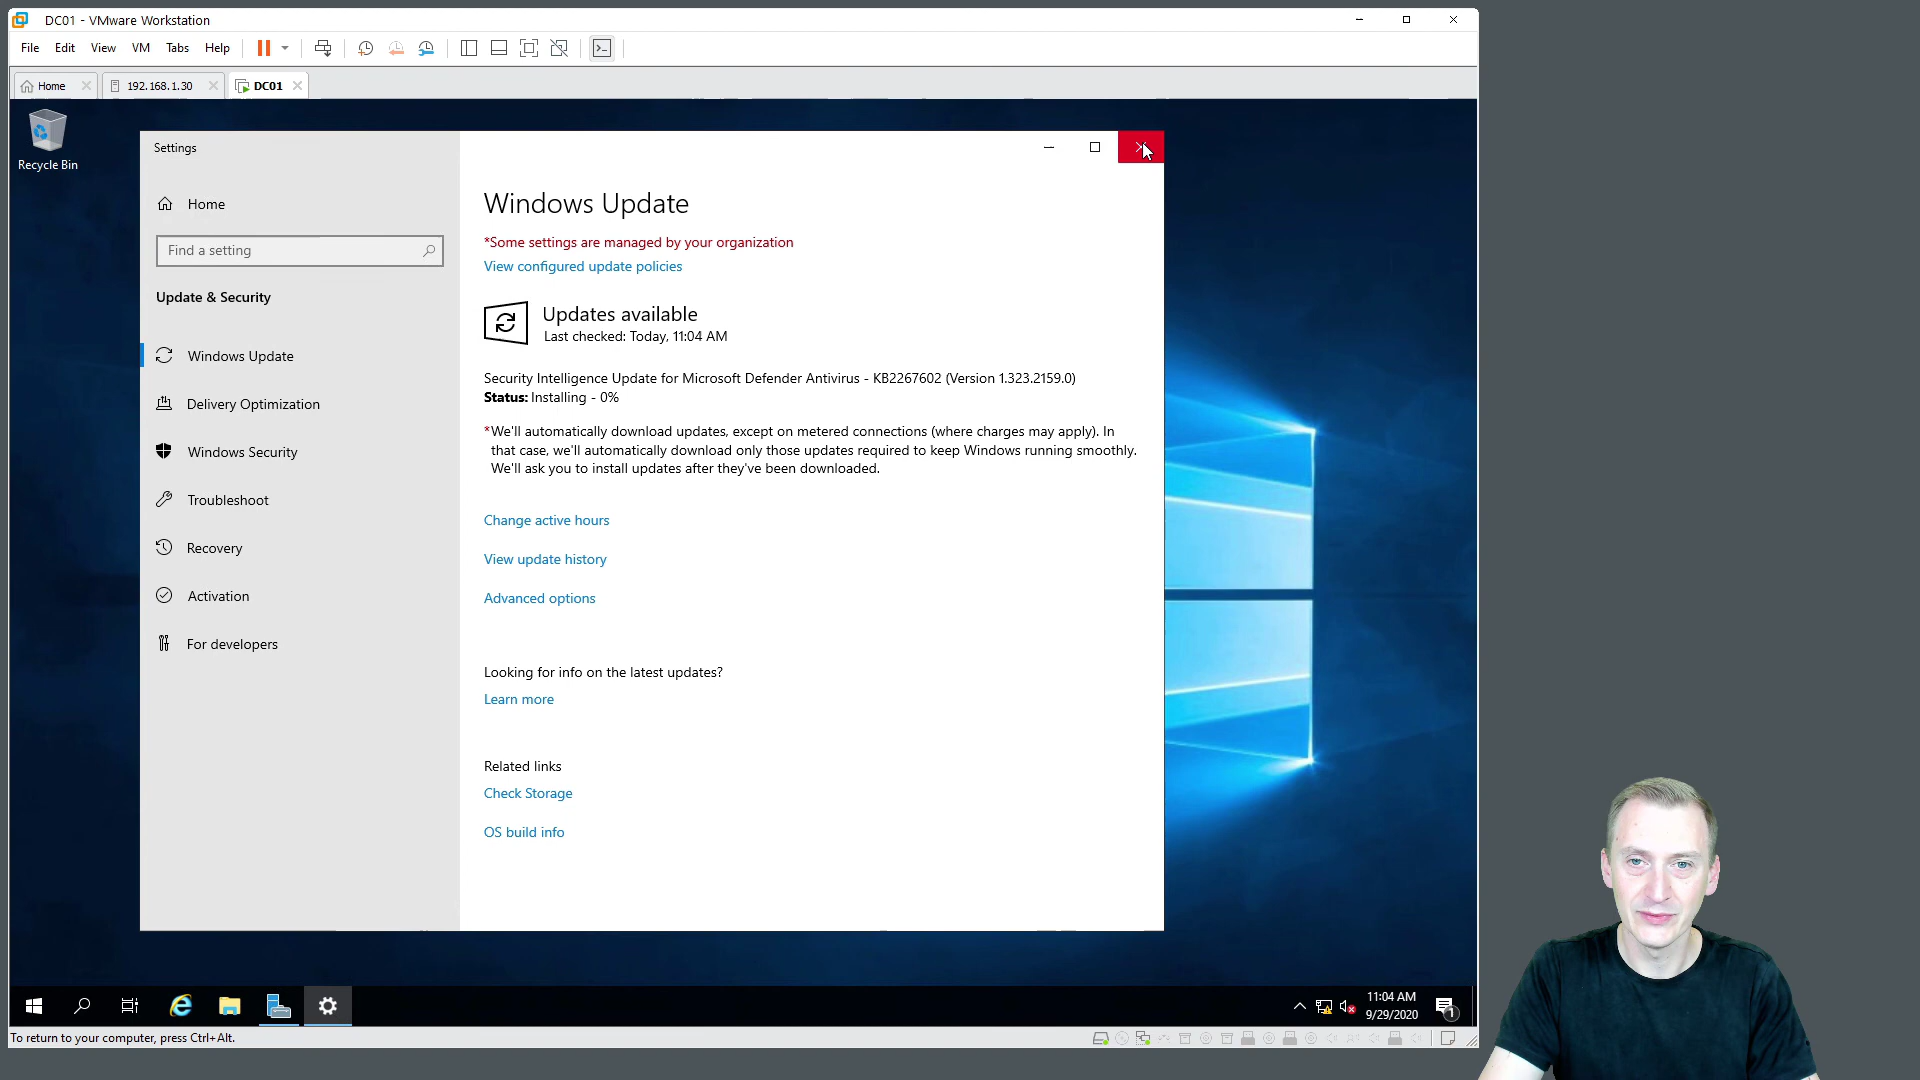 DC01 - VMware Workstation
File Edit View VM Tabs Help
Home 192.168.1.30 DC01
Recycle Bin
Settings
Home
Find a setting
Update & Security
Windows Update
Delivery Optimization
Windows Security
Troubleshoot
Recovery
Activation
For developers
Windows Update
*Some settings are managed by your organization
View configured update policies
Updates available
Last checked: Today, 11:04 AM
Security Intelligence Update for Microsoft Defender Antivirus - KB2267602 (Version 1.323.2159.0)
Status: Installing - 0%
*We'll automatically download updates, except on metered connections (where charges may apply). In
that case, we'll automatically download only those updates required to keep Windows running smoothly.
We'll ask you to install updates after they've been downloaded.
Change active hours
View update history
Advanced options
Looking for info on the latest updates?
Learn more
Related links
Check Storage
OS build info
11:04 AM
9/29/2020
1
To return to your computer, press Ctrl+Alt.